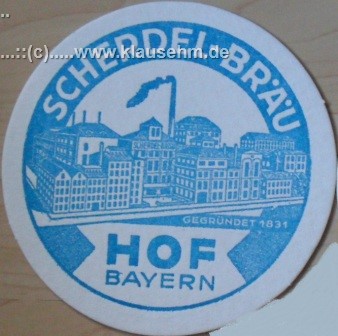 ...::(c).....www.klausehm.de
SCHERDEL-BRÄU
GEGRÜNDET 1831
HOF
BAYERN